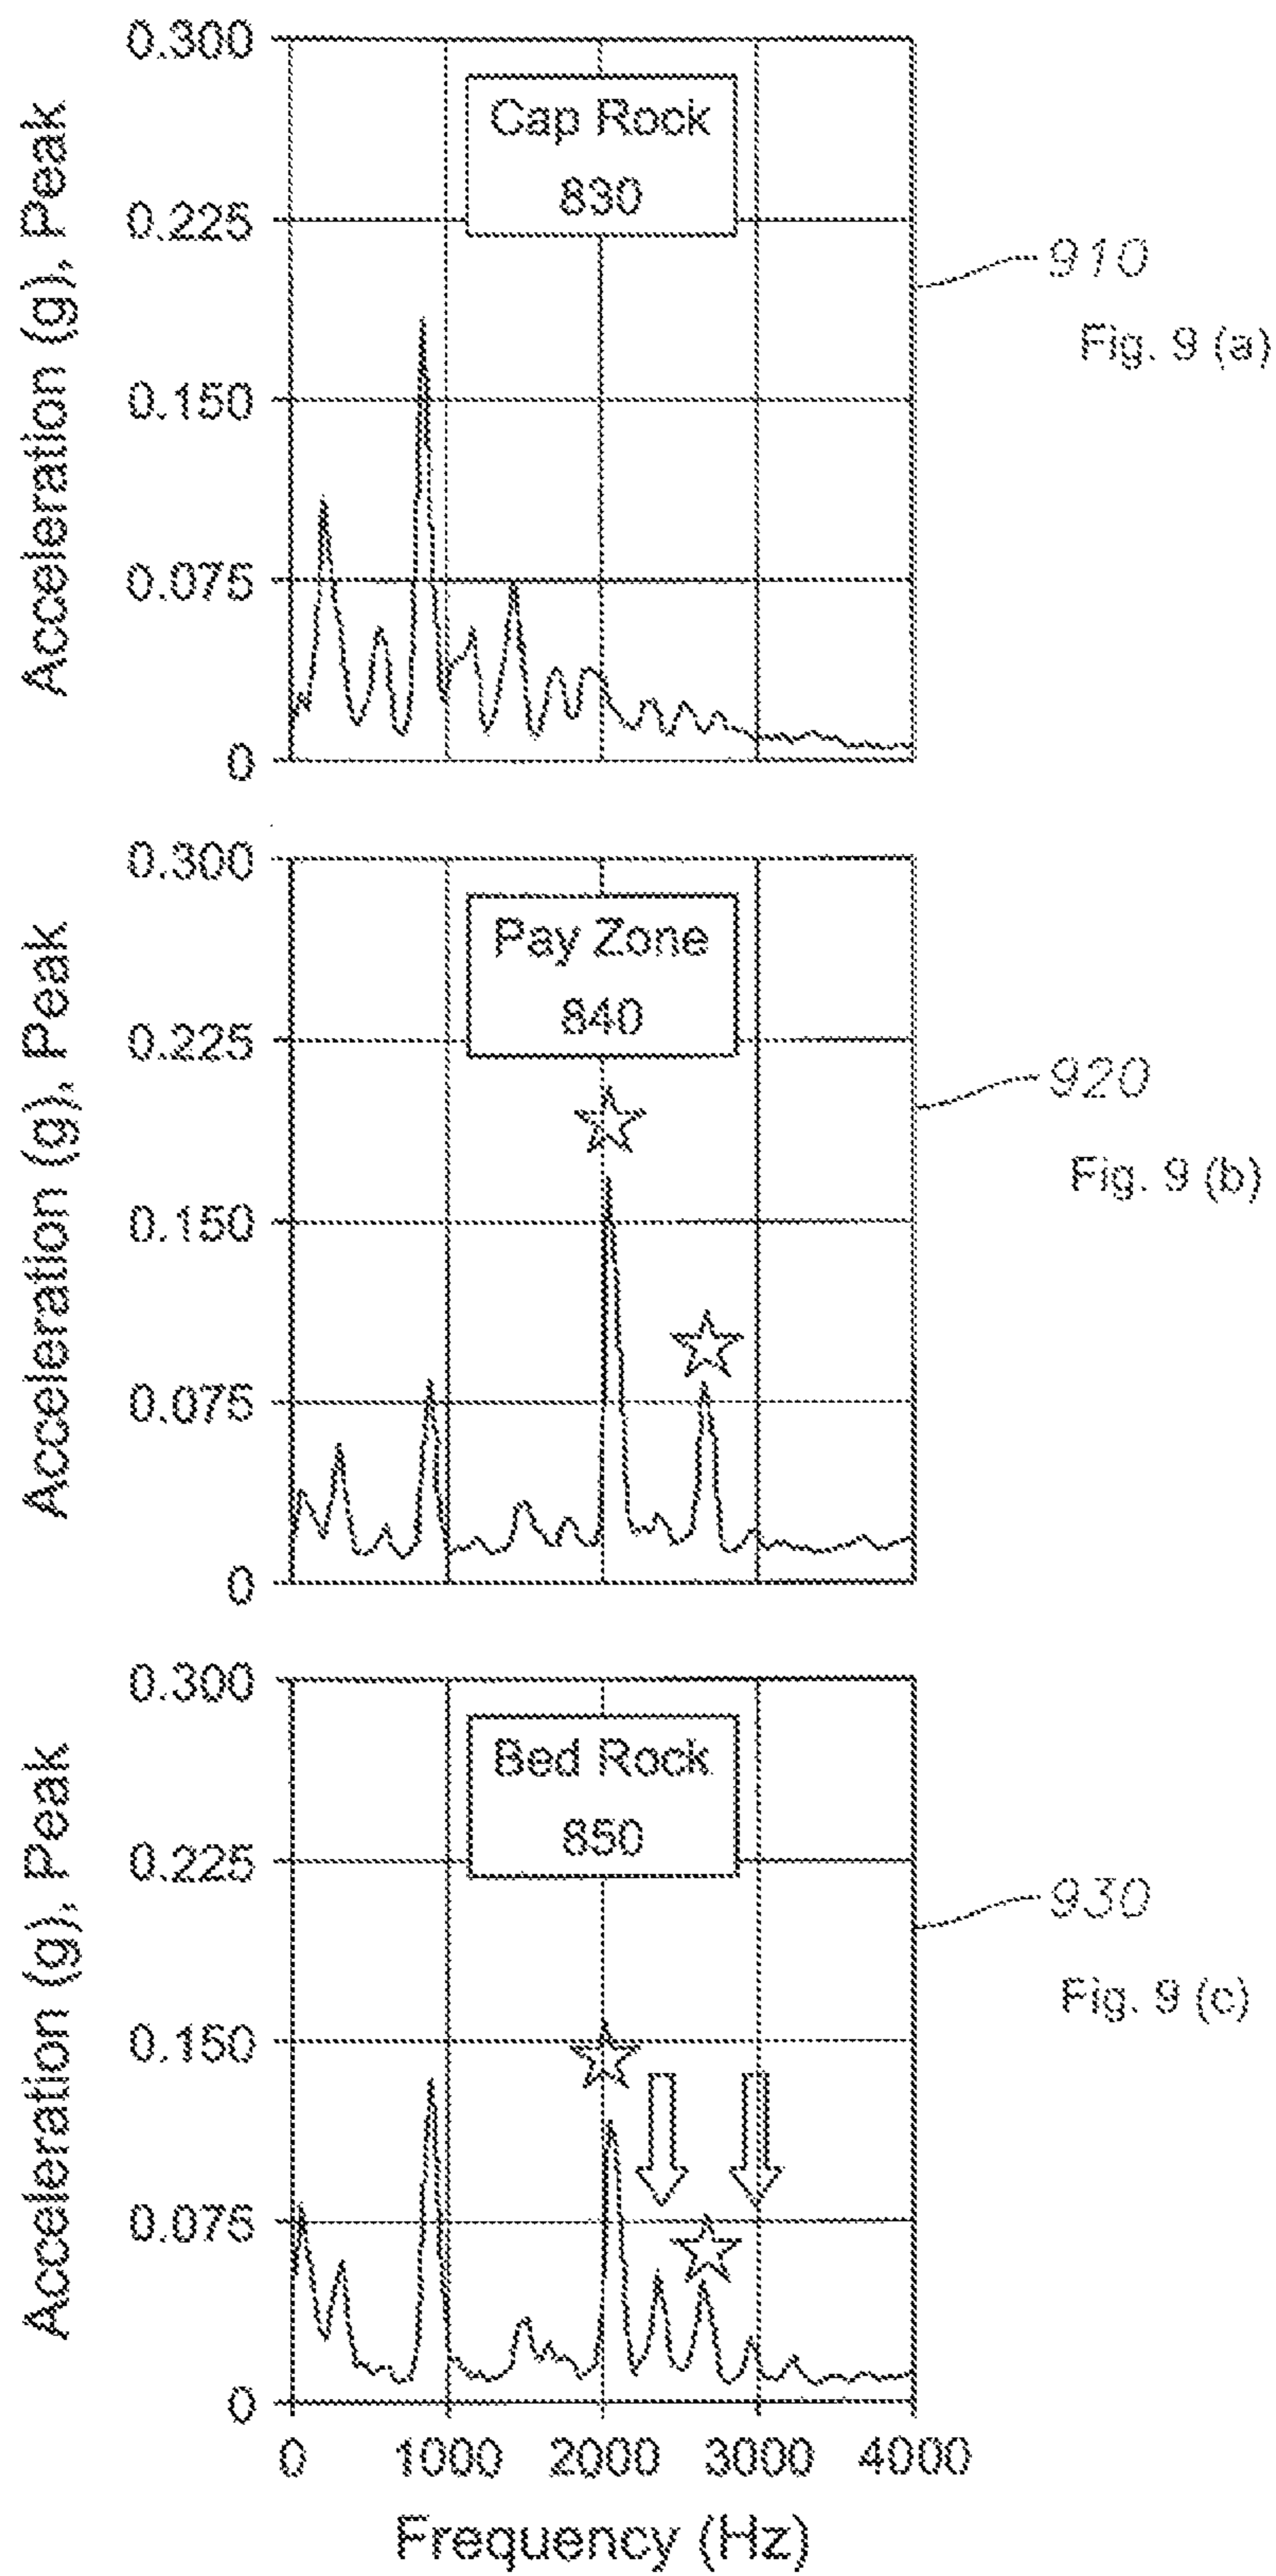 Acceleration (g), Peak
0.300
0.225
0.150
0.075
0
Cap Rock
830
910
Fig. 9 (a)
Acceleration (g), Peak
0.300
0.225
0.150
0.075
0
Pay Zone
840
920
Fig. 9 (b)
Acceleration (g), Peak
0.300
0.225
0.150
0.075
0
Bed Rock
850
930
Fig. 9 (c)
0 1000 2000 3000 4000
Frequency (Hz)